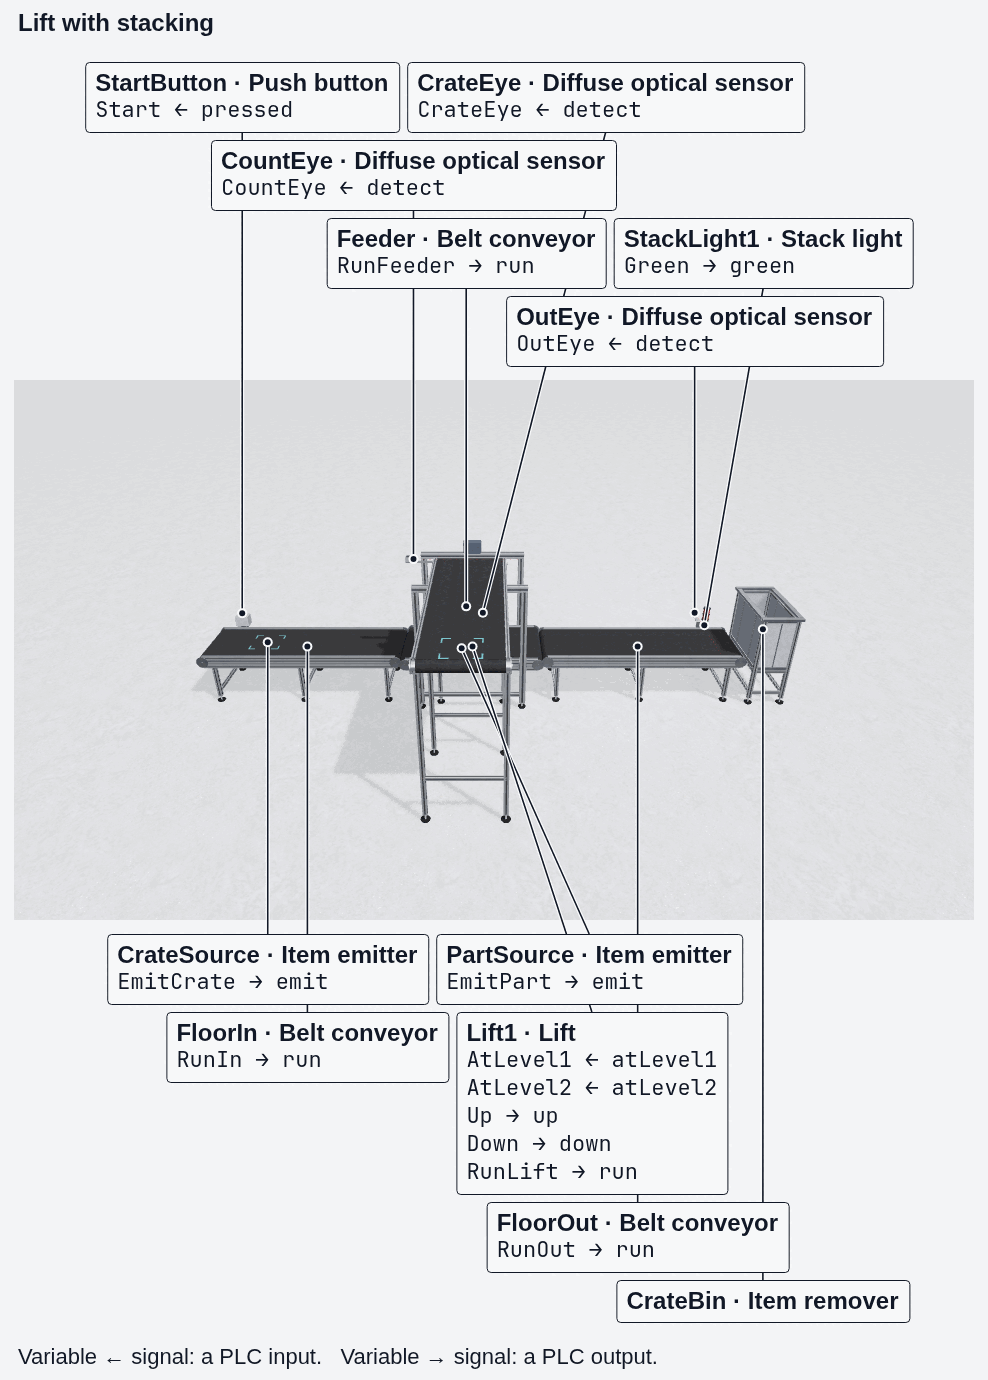 Lift with stacking
StartButton · Push button
Start ← pressed
CrateEye · Diffuse optical sensor
CrateEye ← detect
CountEye · Diffuse optical sensor
CountEye ← detect
Feeder · Belt conveyor
RunFeeder → run
StackLight1 · Stack light
Green → green
OutEye · Diffuse optical sensor
OutEye ← detect
CrateSource · Item emitter
EmitCrate → emit
PartSource · Item emitter
EmitPart → emit
FloorIn · Belt conveyor
RunIn → run
Lift1 · Lift
AtLevel1 ← atLevel1
AtLevel2 ← atLevel2
Up → up
Down → down
RunLift → run
FloorOut · Belt conveyor
RunOut → run
CrateBin · Item remover
Variable ← signal: a PLC input. Variable → signal: a PLC output.